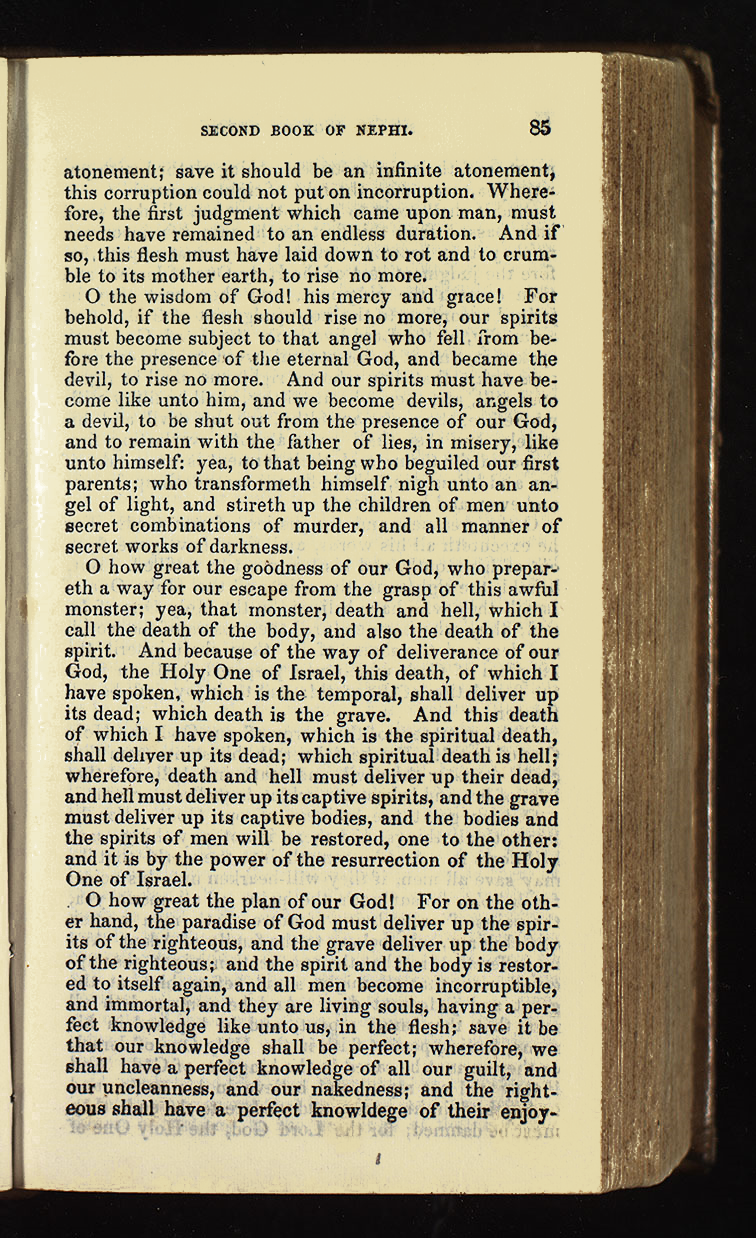 SECOND BOOK OF NEPHI. 85
atonement; save it should be an infinite atonement,
this corruption could not put on incorruption. Where-
fore, the first judgment which came upon man, must
needs have remained to an endless duration. And if
so, this flesh must have laid down to rot and to crum-
ble to its mother earth, to rise no more.
O the wisdom of God! his mercy and grace! For
behold, if the flesh should rise no more, our spirits
must become subject to that angel who fell from be-
fore the presence of the eternal God, and became the
devil, to rise no more. And our spirits must have be-
come like unto him, and we become devils, angels to
a devil, to be shut out from the presence of our God,
and to remain with the father of lies, in misery, like
unto himself: yea, to that being who beguiled our first
parents; who transformeth himself nigh unto an an-
gel of light, and stireth up the children of men unto
secret combinations of murder, and all manner of
secret works of darkness.
O how great the goodness of our God, who prepar-
eth a way for our escape from the grasp of this awful
monster; yea, that monster, death and hell, which I
call the death of the body, and also the death of the
spirit. And because of the way of deliverance of our
God, the Holy One of Israel, this death, of which I
have spoken, which is the temporal, shall deliver up
its dead; which death is the grave. And this death
of which I have spoken, which is the spiritual death,
shall deliver up its dead; which spiritual death is hell;
wherefore, death and hell must deliver up their dead,
and hell must deliver up its captive spirits, and the grave
must deliver up its captive bodies, and the bodies and
the spirits of men will be restored, one to the other:
and it is by the power of the resurrection of the Holy
One of Israel.
O how great the plan of our God! For on the oth-
er hand, the paradise of God must deliver up the spir-
its of the righteous, and the grave deliver up the body
of the righteous; and the spirit and the body is restor-
ed to itself again, and all men become incorruptible,
and immortal, and they are living souls, having a per-
fect knowledge like unto us, in the flesh; save it be
that our knowledge shall be perfect; wherefore, we
shall have a perfect knowledge of all our guilt, and
our uncleanness, and our nakedness; and the right-
eous shall have a perfect knowldege of their enjoy-